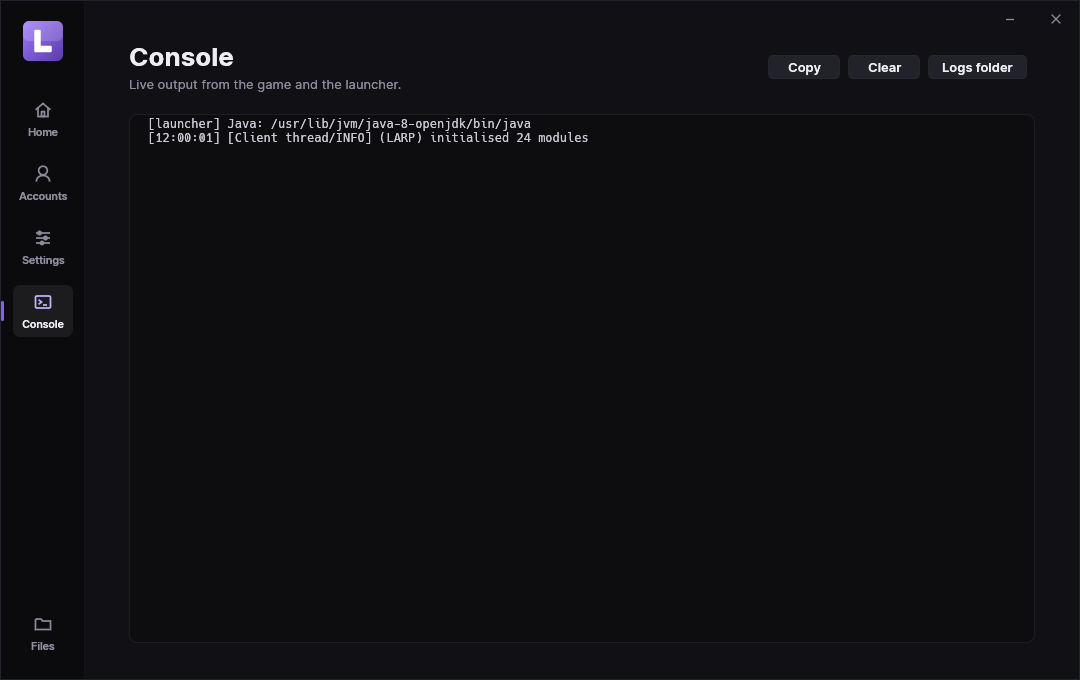 L
Home
Accounts
Settings
Console
Files
Console
Live output from the game and the launcher.
Copy
Clear
Logs folder
[launcher] Java: /usr/lib/jvm/java-8-openjdk/bin/java
[12:00:01] [Client thread/INFO] (LARP) initialised 24 modules